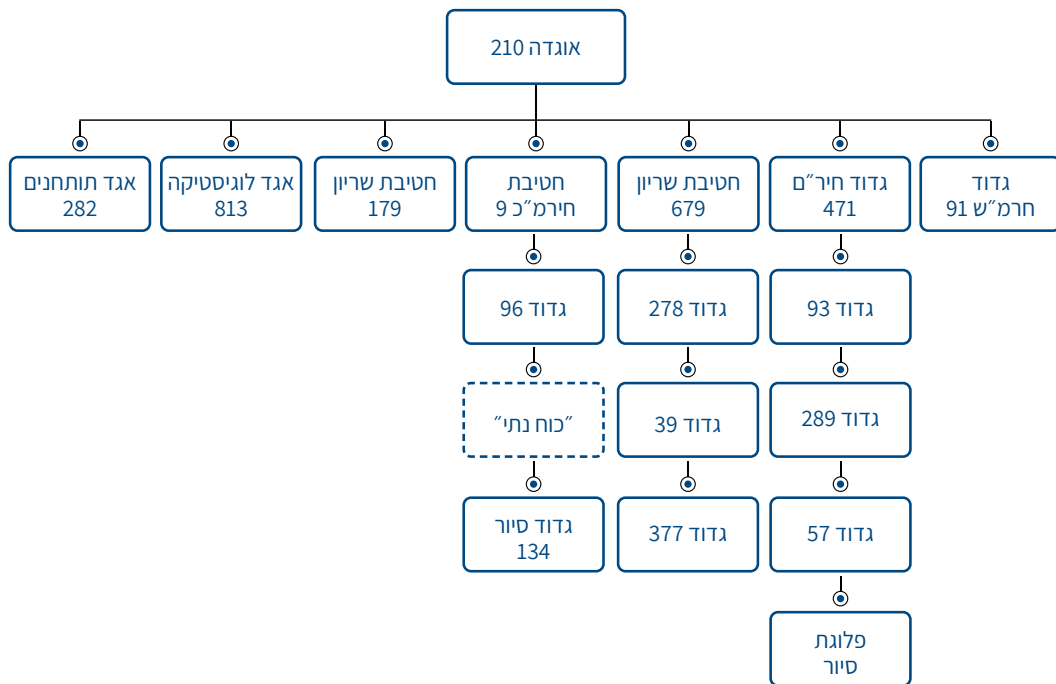 אוגדה 210
גדוד
חרמ״ש 91
גדוד חיר״ם
471
חטיבת שריון
679
חטיבת
חירמ״כ 9
חטיבת שריון
179
אגד לוגיסטיקה
813
אגד תותחנים
282
גדוד 93
גדוד 278
גדוד 96
גדוד 289
גדוד 39
״כוח נתי״
גדוד 57
גדוד 377
גדוד סיור
134
פלוגת
סיור